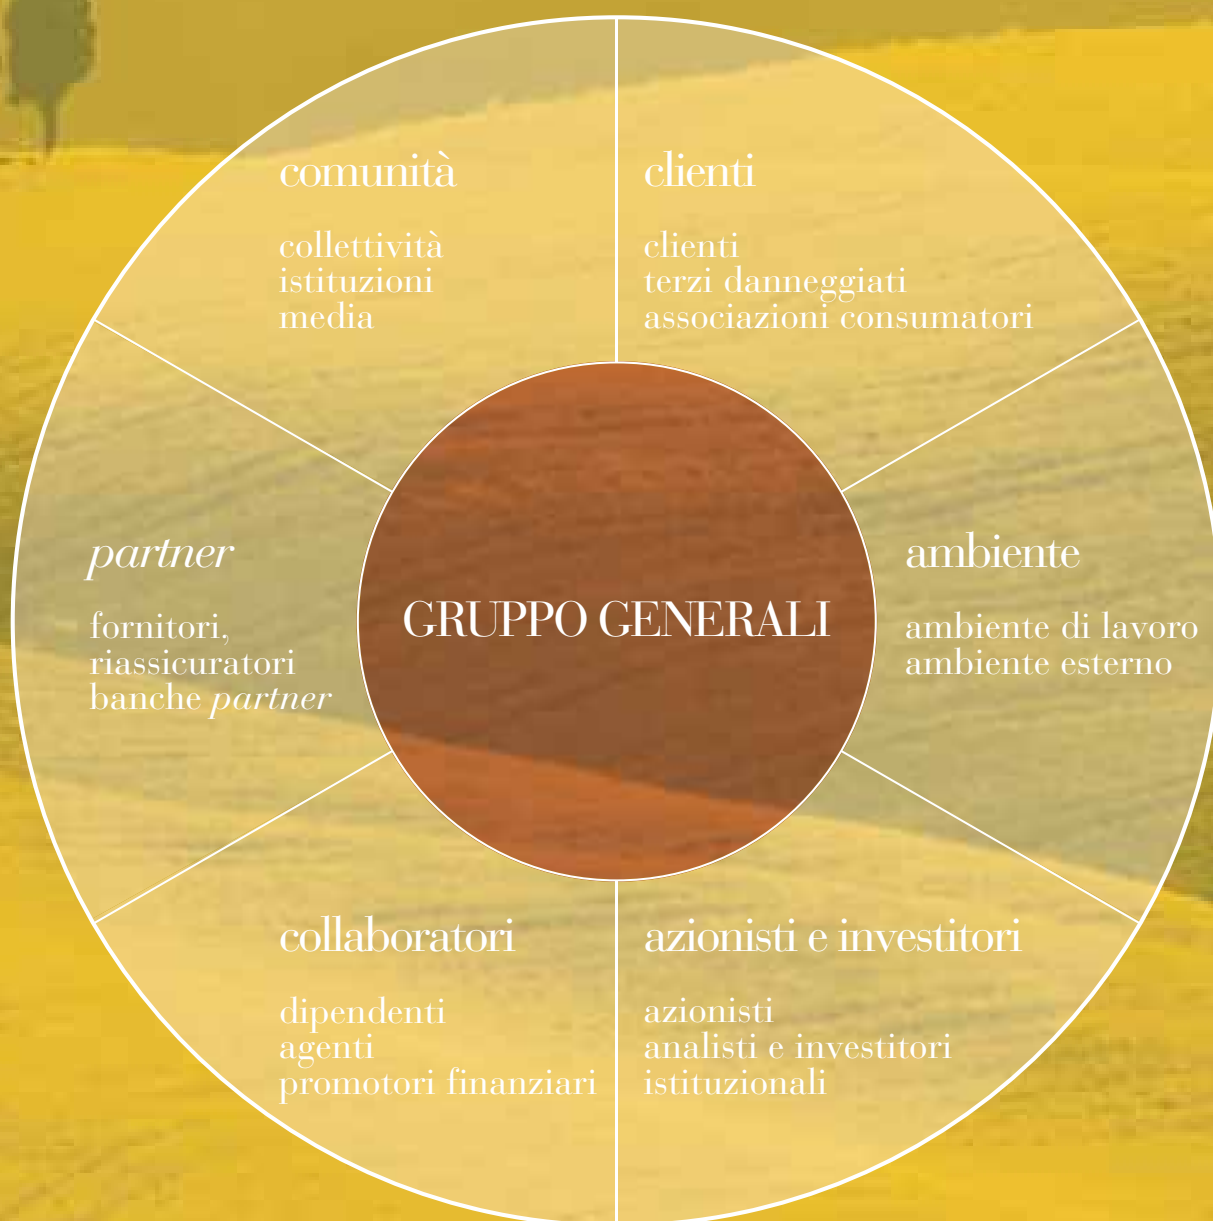 comunità
collettività
istituzioni
media
clienti
clienti
terzi danneggiati
associazioni consumatori
partner
fornitori,
riassicuratori
banche partner
GRUPPO GENERALI
ambiente
ambiente di lavoro
ambiente esterno
collaboratori
dipendenti
agenti
promotori finanziari
azionisti e investitori
azionisti
analisti e investitori
istituzionali